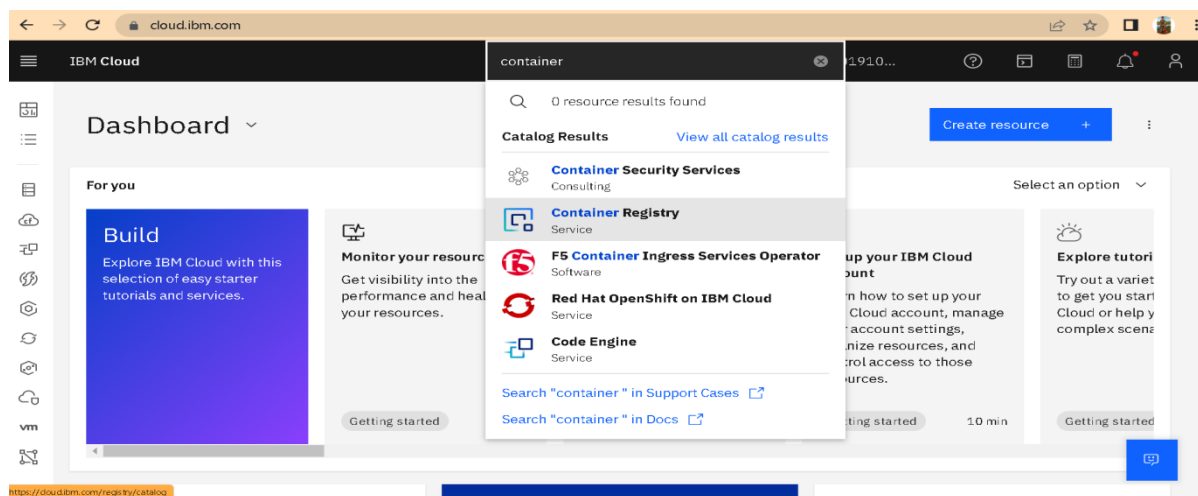 cloud.ibm.com
IBM Cloud
container
1910...
Dashboard
0 resource results found
Catalog Results View all catalog results
Create resource +
Container Security Services
Consulting
Container Registry
Service
F5 Container Ingress Services Operator
Software
Red Hat OpenShift on IBM Cloud
Service
Code Engine
Service
Search "container " in Support Cases
Search "container " in Docs
For you
Select an option
Build
Explore IBM Cloud with this
selection of easy starter
tutorials and services.
Monitor your resourc
Get visibility into the
performance and heal
your resources.
Getting started
up your IBM Cloud
ount
n how to set up your
Cloud account, manage
account settings,
nize resources, and
rol access to those
urces.
ting started 10 min
Explore tutori
Try out a variet
to get you start
Cloud or help y
complex scena
Getting started
vm
https://cloud.ibm.com/registry/catalog